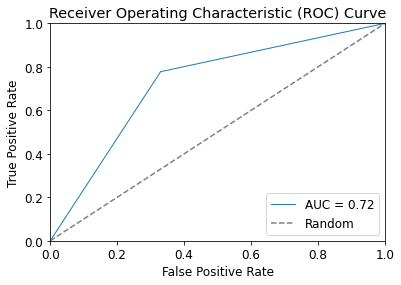 Receiver Operating Characteristic (ROC) Curve
1.0
0.8
0.6
0.4
0.2
0.0
True Positive Rate
AUC = 0.72
Random
0.0 0.2 0.4 0.6 0.8 1.0
False Positive Rate